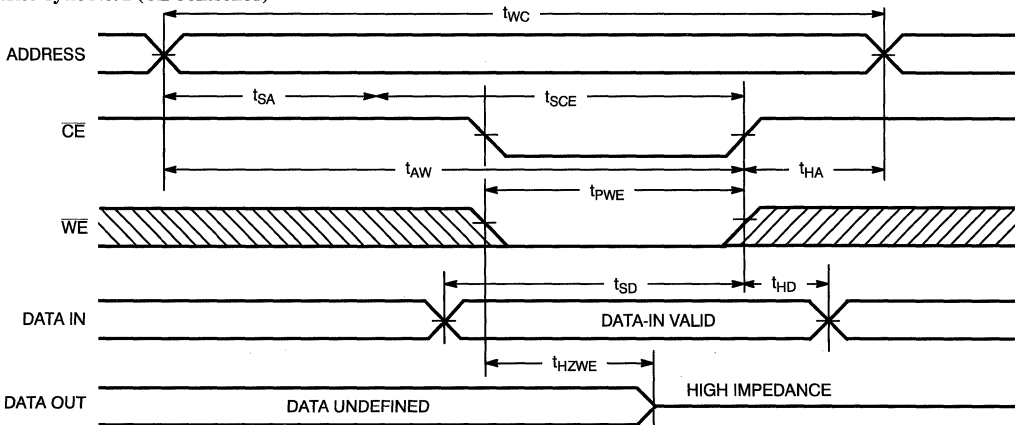 tWC
ADDRESS
tSA
tSCE
CE
tAW
tHA
tPWE
WE
tSD
tHD
DATA IN
DATA-IN VALID
tHZWE
DATA OUT
DATA UNDEFINED
HIGH IMPEDANCE